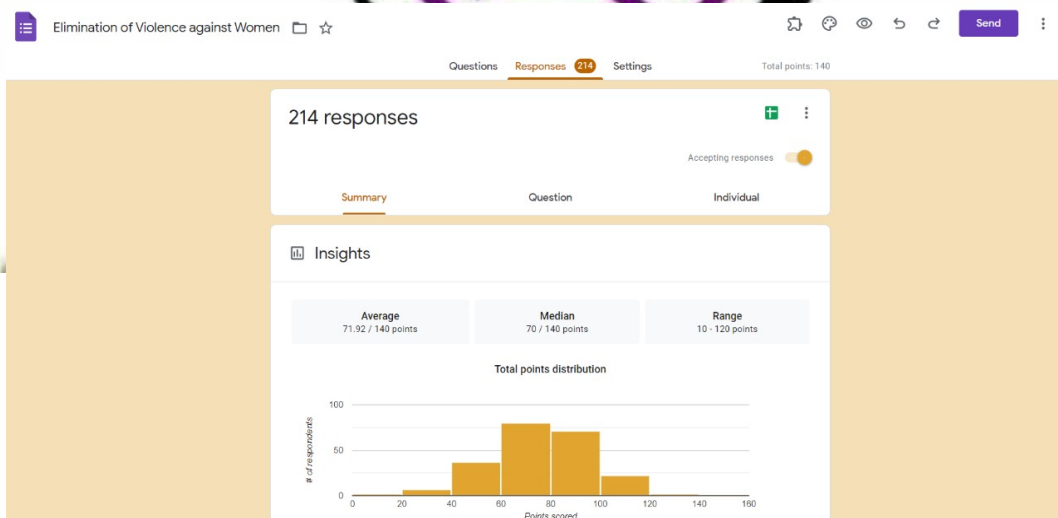 Elimination of Violence against Women
Send
Questions Responses 214 Settings
Total points: 140
214 responses
Accepting responses
Summary Question Individual
Insights
Average Median Range
71.92 / 140 points 70 / 140 points 10 - 120 points
Total points distribution
# of respondents
100
50
0
0 20 40 60 80 100 120 140 160
Points scored